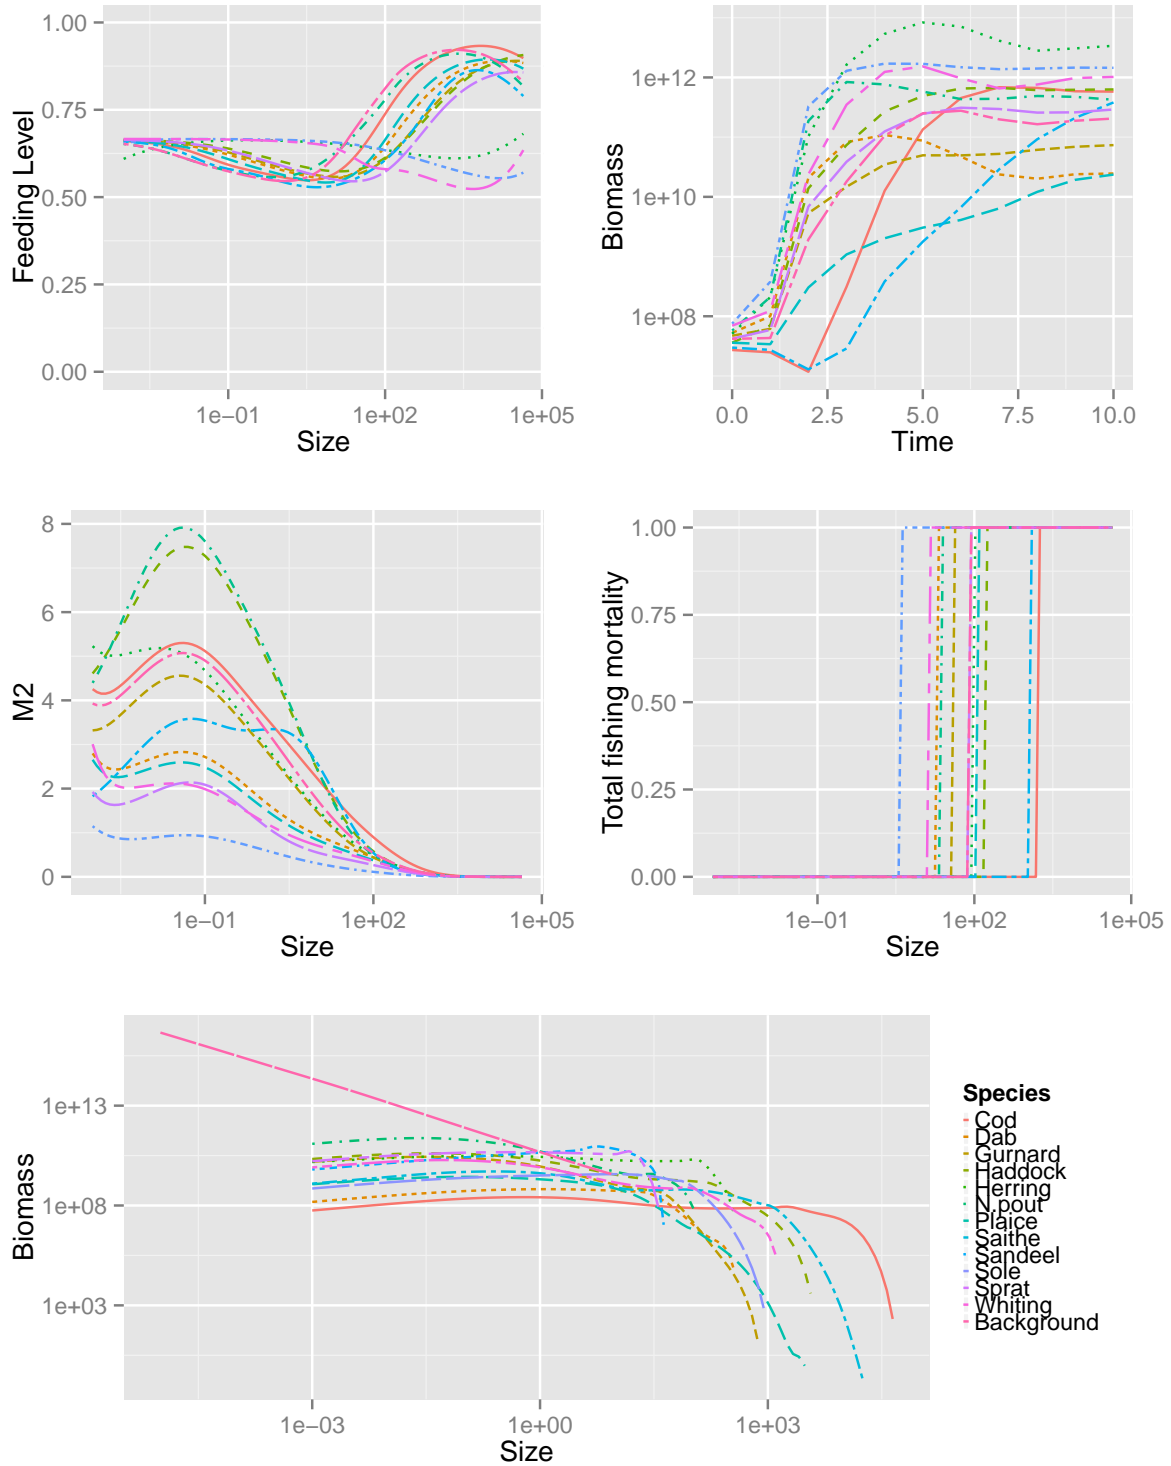 1.00
0.75
0.50
0.25
0.00
Feeding Level
1e−01
1e+02
1e+05
Size
1e+12
1e+10
1e+08
Biomass
0.0
2.5
5.0
7.5
10.0
Time
8
6
4
2
0
M2
1e−01
1e+02
1e+05
Size
1.00
0.75
0.50
0.25
0.00
Total fishing mortality
1e−01
1e+02
1e+05
Size
1e+13
1e+08
1e+03
Biomass
1e−03
1e+00
1e+03
Size
Species
Cod
Dab
Gurnard
Haddock
Herring
N.pout
Plaice
Saithe
Sandeel
Sole
Sprat
Whiting
Background